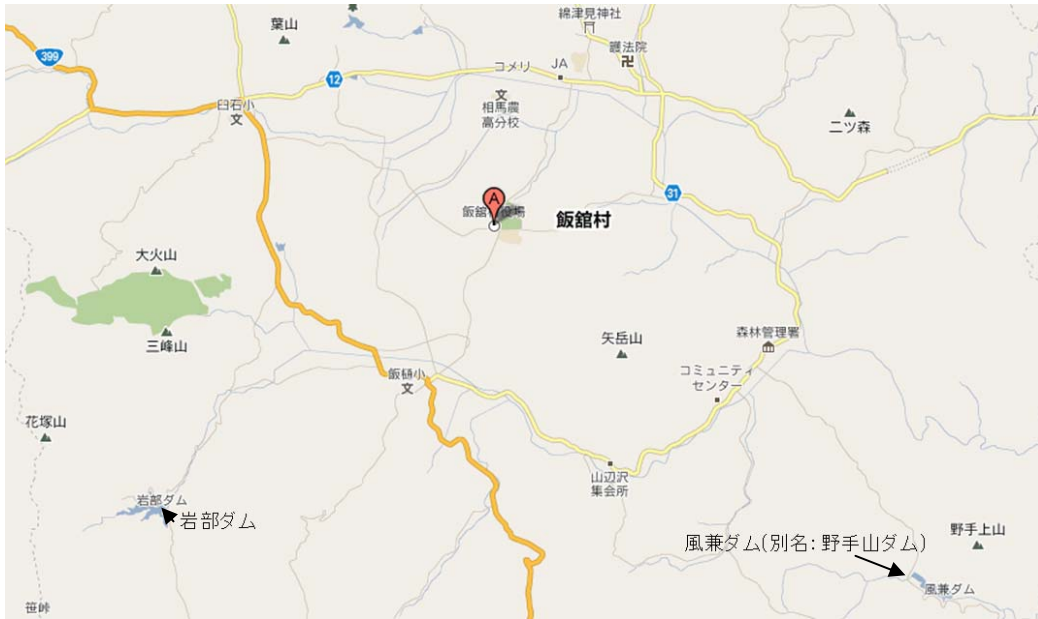 綿津見神社
葉山
399
護法院
コメリ
JA
12
文
相馬農
高分校
臼石小
文
二ツ森
31
A
飯舘村役場
飯舘村
大火山
三峰山
矢岳山
森林管理署
コミュニティ
センター
飯樋小
文
花塚山
山辺沢
集会所
岩部ダム
岩部ダム
野手上山
風兼ダム(別名：野手山ダム)
風兼ダム
笹峠